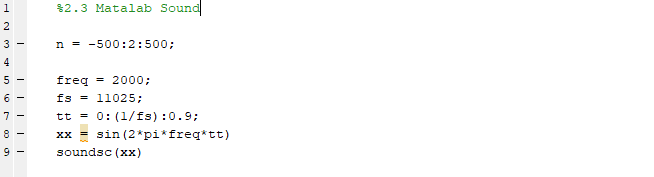 1 %2.3 Matalab Sound
2
3 - n = -500:2:500;
4
5 - freq = 2000;
6 - fs = 11025;
7 - tt = 0:(1/fs):0.9;
8 - xx = sin(2*pi*freq*tt)
9 - soundsc(xx)